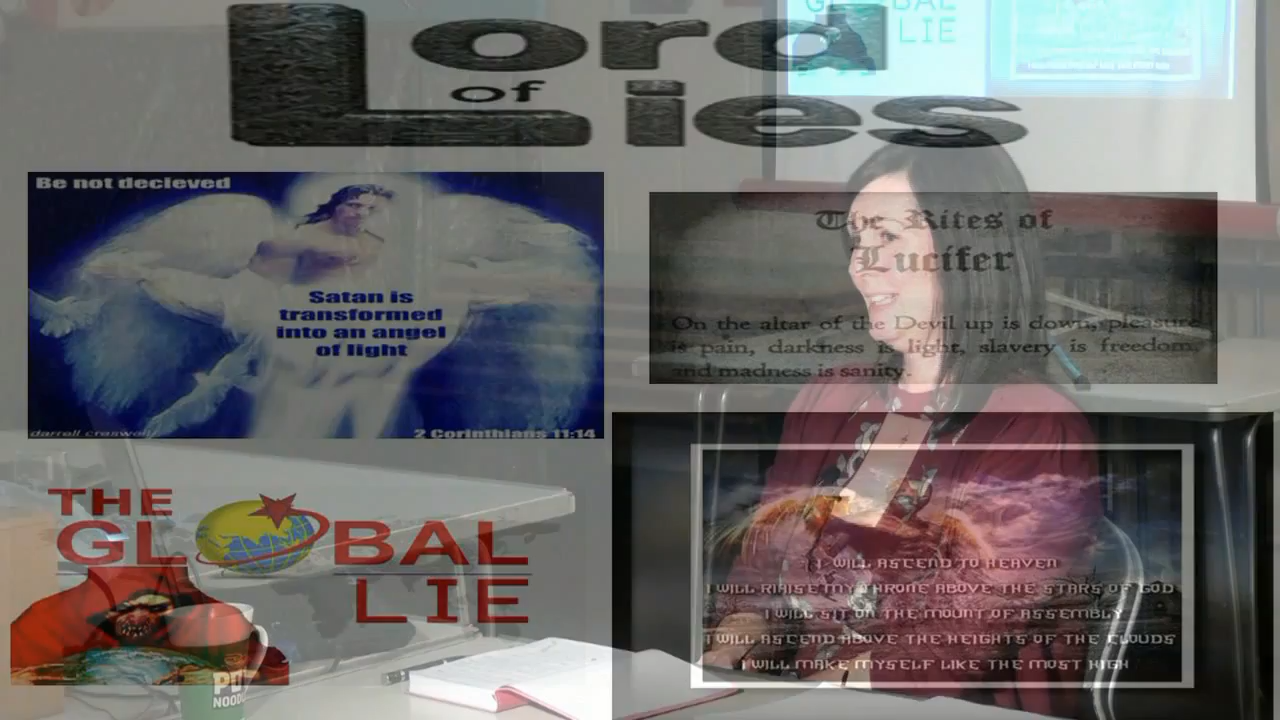 Lord
of
Lies
GL BAL
LIE
Be not decieved
Satan is
transformed
into an angel
of light
darrell creswell
2 Corinthians 11:14
The Rites of
Lucifer
On the altar of the Devil up is down, pleasure
is pain, darkness is light, slavery is freedom,
and madness is sanity.
THE
GL BAL
LIE
I WILL ASCEND TO HEAVEN
I WILL RIAISE MY THRONE ABOVE THE STARS OF GOD
I WILL SIT ON THE MOUNT OF ASSEMBLY
I WILL ASCEND ABOVE THE HEIGHTS OF THE CLOUDS
I WILL MAKE MYSELF LIKE THE MOST HIGH